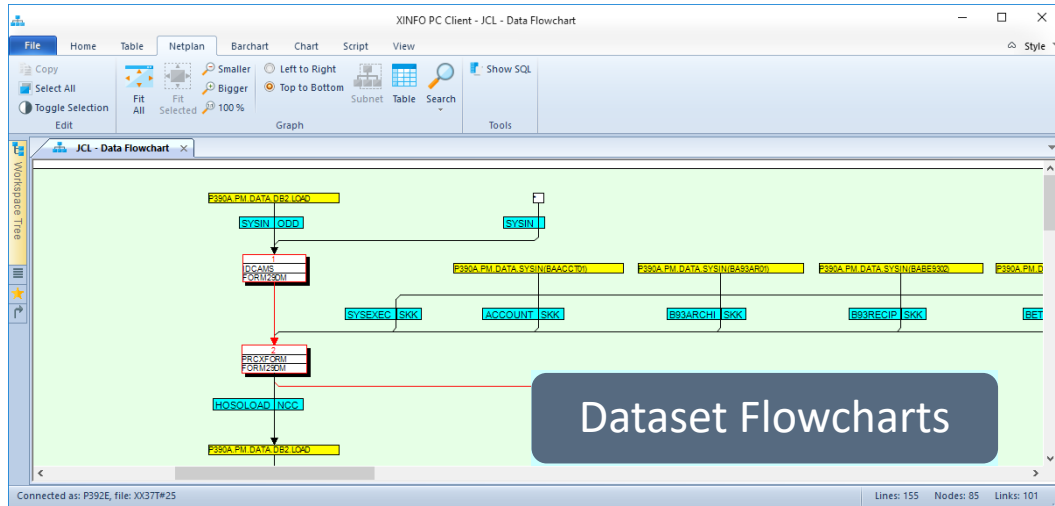 XINFO PC Client - JCL - Data Flowchart
File Home Table Netplan Barchart Chart Script View Style
Copy
Select All
Toggle Selection
Edit
Fit All
Fit Selected
Smaller
Bigger
100 %
Left to Right
Top to Bottom
Subnet
Table
Search
Graph
Show SQL
Tools
JCL - Data Flowchart
Workspace Tree
P390A.PM.DATA.DB2.LOAD
SYSIN ODD
SYSIN
1
IDCAMS
FORM29DM
P390A.PM.DATA.SYSIN(BAACCT01)
P390A.PM.DATA.SYSIN(BA93AR01)
P390A.PM.DATA.SYSIN(BABE9302)
P390A.PM.D
SYSEXEC SKK
ACCOUNT SKK
B93ARCHI SKK
B93RECIP SKK
BET
2
PRCXFORM
FORM29DM
HOSOLOAD NCC
P390A.PM.DATA.DB2.LOAD
Dataset Flowcharts
Connected as: P392E, file: XX37T#25
Lines: 155 Nodes: 85 Links: 101